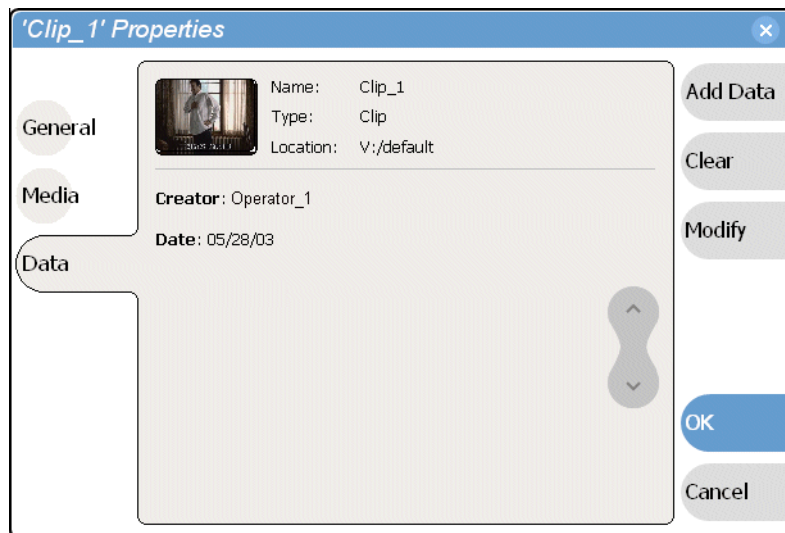 'Clip_1' Properties
General
Media
Data
Name: Clip_1
Type: Clip
Location: V:/default
Creator: Operator_1
Date: 05/28/03
Add Data
Clear
Modify
OK
Cancel